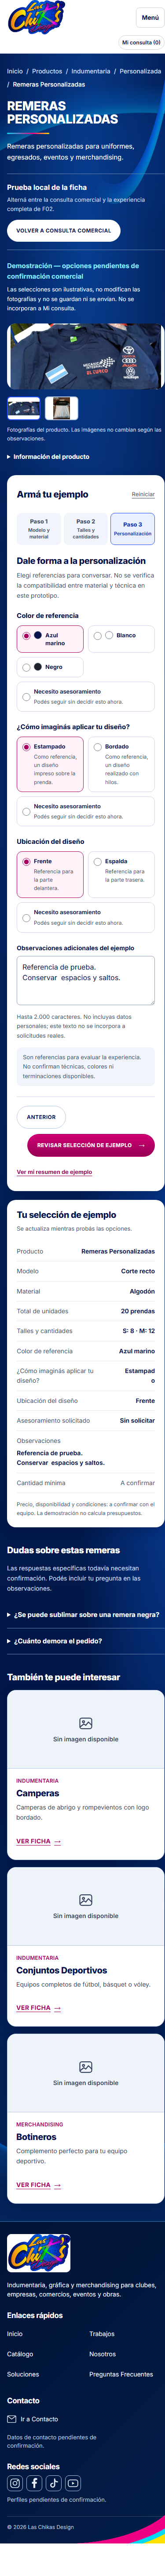 Las Chik's
Menú
Mi consulta (0)
Inicio / Productos / Indumentaria / Personalizada
/ Remeras Personalizadas
REMERAS
PERSONALIZADAS
Remeras personalizadas para uniformes,
egresados, eventos y merchandising.
Prueba local de la ficha
Alterná entre la consulta comercial y la experiencia
completa de F02.
VOLVER A CONSULTA COMERCIAL
Demostración — opciones pendientes de
confirmación comercial
Las selecciones son ilustrativas, no modifican las
fotografías y no se guardan ni se envían. No se
incorporan a Mi consulta.
Fotografías del producto. Las imágenes no cambian según las
observaciones.
Información del producto
Armá tu ejemplo
Reiniciar
Paso 1
Modelo y
material
Paso 2
Talles y
cantidades
Paso 3
Personalización
Dale forma a la personalización
Elegí referencias para conversar. No se verifica
la compatibilidad entre material y técnica en
este prototipo.
Color de referencia
Azul
marino
Blanco
Negro
Necesito asesoramiento
Podés seguir sin decidir esto ahora.
¿Cómo imaginás aplicar tu diseño?
Estampado
Como referencia,
un diseño
impreso sobre la
prenda.
Bordado
Como referencia,
un diseño
realizado con
hilos.
Necesito asesoramiento
Podés seguir sin decidir esto ahora.
Ubicación del diseño
Frente
Referencia para
la parte
delantera.
Espalda
Referencia para
la parte trasera.
Necesito asesoramiento
Podés seguir sin decidir esto ahora.
Observaciones adicionales del ejemplo
Referencia de prueba.
Conservar  espacios y saltos.
Hasta 2.000 caracteres. No incluyas datos
personales; este texto no se incorpora a
solicitudes reales.
Son referencias para evaluar la experiencia.
No confirman técnicas, colores ni
terminaciones disponibles.
ANTERIOR
REVISAR SELECCIÓN DE EJEMPLO →
Ver mi resumen de ejemplo
Tu selección de ejemplo
Se actualiza mientras probás las opciones.
Producto Remeras Personalizadas
Modelo Corte recto
Material Algodón
Total de unidades 20 prendas
Talles y cantidades S: 8 · M: 12
Color de referencia Azul marino
¿Cómo imaginás aplicar tu Estampad
diseño? o
Ubicación del diseño Frente
Asesoramiento solicitado Sin solicitar
Observaciones
Referencia de prueba.
Conservar  espacios y saltos.
Cantidad mínima A confirmar
Precio, disponibilidad y condiciones: a confirmar con el
equipo. La demostración no calcula presupuestos.
Dudas sobre estas remeras
Las respuestas específicas todavía necesitan
confirmación. Podés incluir tu pregunta en las
observaciones.
¿Se puede sublimar sobre una remera negra?
¿Cuánto demora el pedido?
También te puede interesar
Sin imagen disponible
INDUMENTARIA
Camperas
Camperas de abrigo y rompevientos con logo
bordado.
VER FICHA →
Sin imagen disponible
INDUMENTARIA
Conjuntos Deportivos
Equipos completos de fútbol, básquet o vóley.
VER FICHA →
Sin imagen disponible
MERCHANDISING
Botineros
Complemento perfecto para tu equipo
deportivo.
VER FICHA →
Las Chik's
Indumentaria, gráfica y merchandising para clubes,
empresas, comercios, eventos y obras.
Enlaces rápidos
Inicio Trabajos
Catálogo Nosotros
Soluciones Preguntas Frecuentes
Contacto
Ir a Contacto
Datos de contacto pendientes de
confirmación.
Redes sociales
Perfiles pendientes de confirmación.
© 2026 Las Chikas Design